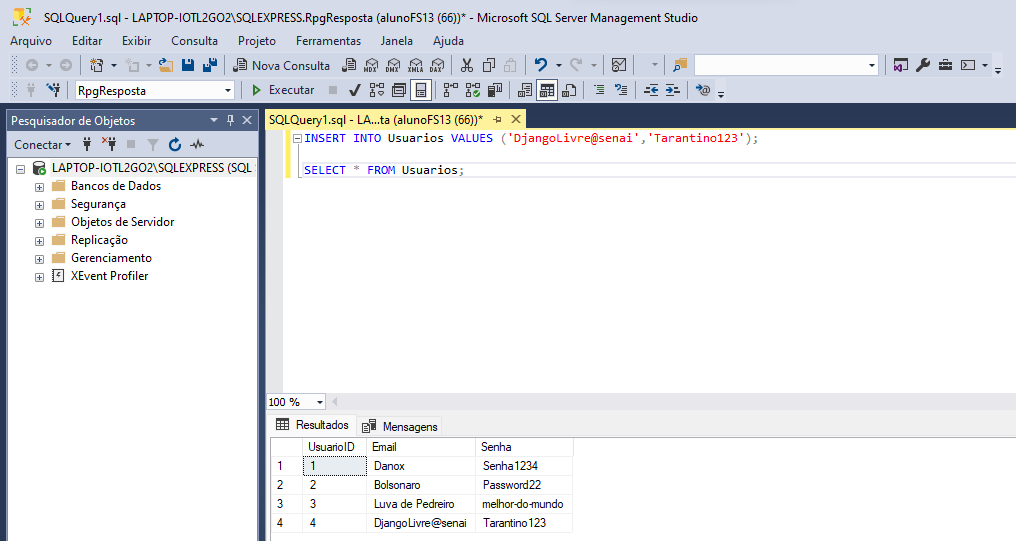 SQLQuery1.sql - LAPTOP-IOTL2GO2\SQLEXPRESS.RpgResposta (alunoFS13 (66))* - Microsoft SQL Server Management Studio
Arquivo Editar Exibir Consulta Projeto Ferramentas Janela Ajuda
Nova Consulta MDX DMX XMLA DAX
RpgResposta Executar
Pesquisador de Objetos
SQLQuery1.sql - LA...ta (alunoFS13 (66))*
Conectar
LAPTOP-IOTL2GO2\SQLEXPRESS (SQL
Bancos de Dados
Segurança
Objetos de Servidor
Replicação
Gerenciamento
XEvent Profiler
INSERT INTO Usuarios VALUES ('DjangoLivre@senai','Tarantino123');
SELECT * FROM Usuarios;
100 %
Resultados Mensagens
UsuarioID Email Senha
1 1 Danox Senha1234
2 2 Bolsonaro Password22
3 3 Luva de Pedreiro melhor-do-mundo
4 4 DjangoLivre@senai Tarantino123